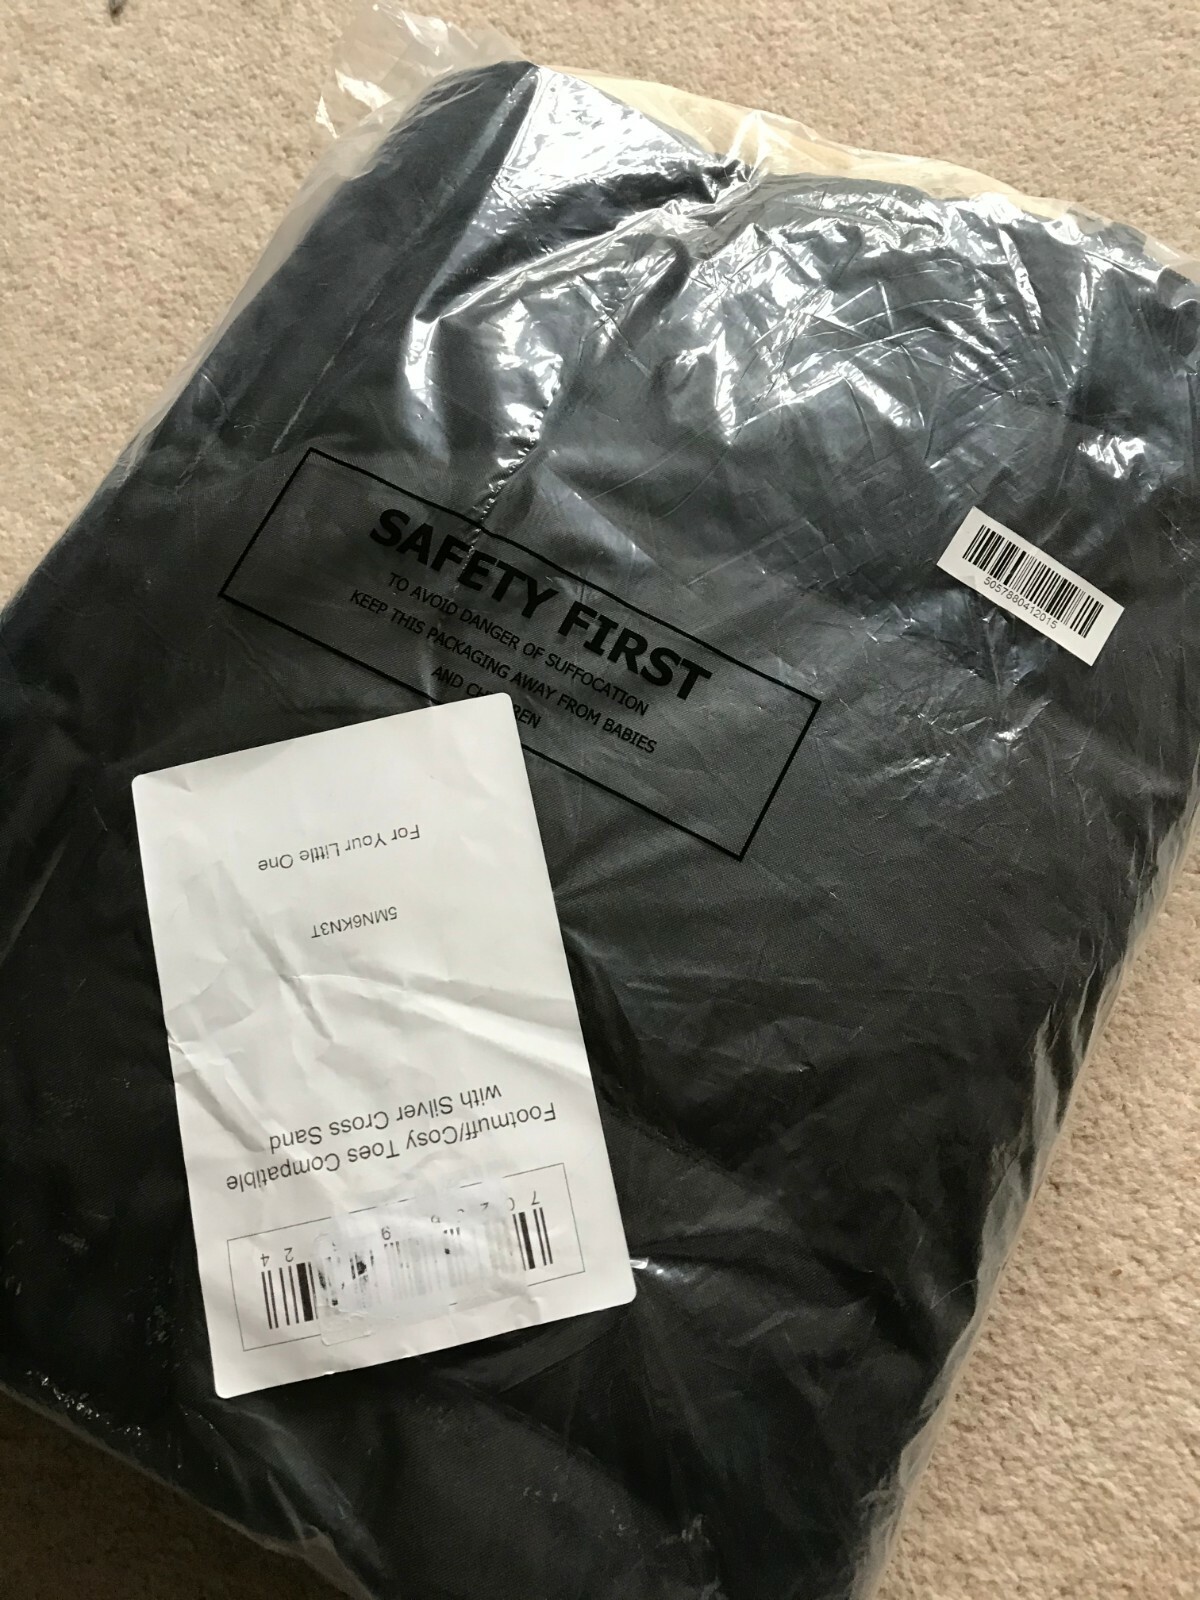 SAFETY FIRST
TO AVOID DANGER OF SUFFOCATION
KEEP THIS PACKAGING AWAY FROM BABIES
AND
5057880412015
Footmuff/Cosy Toes Compatible
with Silver Cross Sand
5MN6KN3T
For Your Little One